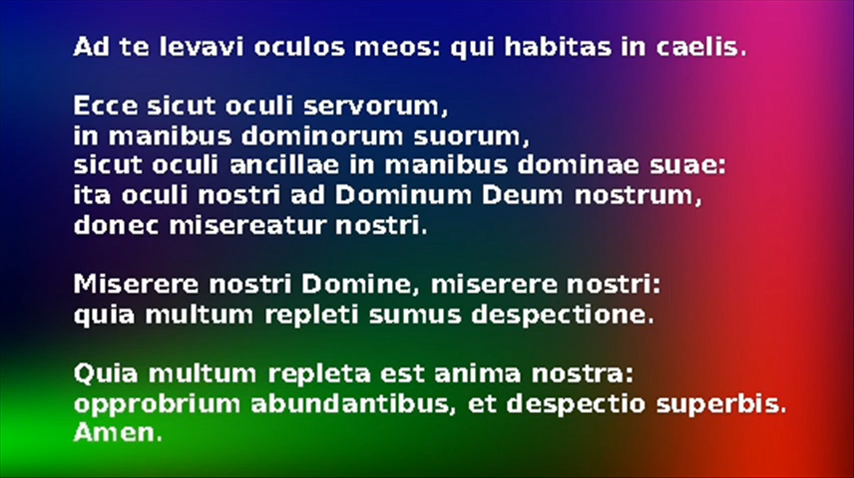 Ad te levavi oculos meos: qui habitas in caelis.
Ecce sicut oculi servorum,
in manibus dominorum suorum,
sicut oculi ancillae in manibus dominae suae:
ita oculi nostri ad Dominum Deum nostrum,
donec misereatur nostri.
Miserere nostri Domine, miserere nostri:
quia multum repleti sumus despectione.
Quia multum repleta est anima nostra:
opprobrium abundantibus, et despectio superbis.
Amen.